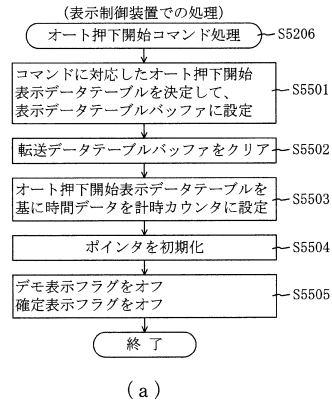 (表示制御装置での処理)
オート押下開始コマンド処理
S5206
コマンドに対応したオート押下開始
表示データテーブルを決定して、
表示データテーブルバッファに設定
S5501
転送データテーブルバッファをクリア
S5502
オート押下開始表示データテーブルを
基に時間データを計時カウンタに設定
S5503
ポインタを初期化
S5504
デモ表示フラグをオフ
確定表示フラグをオフ
S5505
終了
(a)